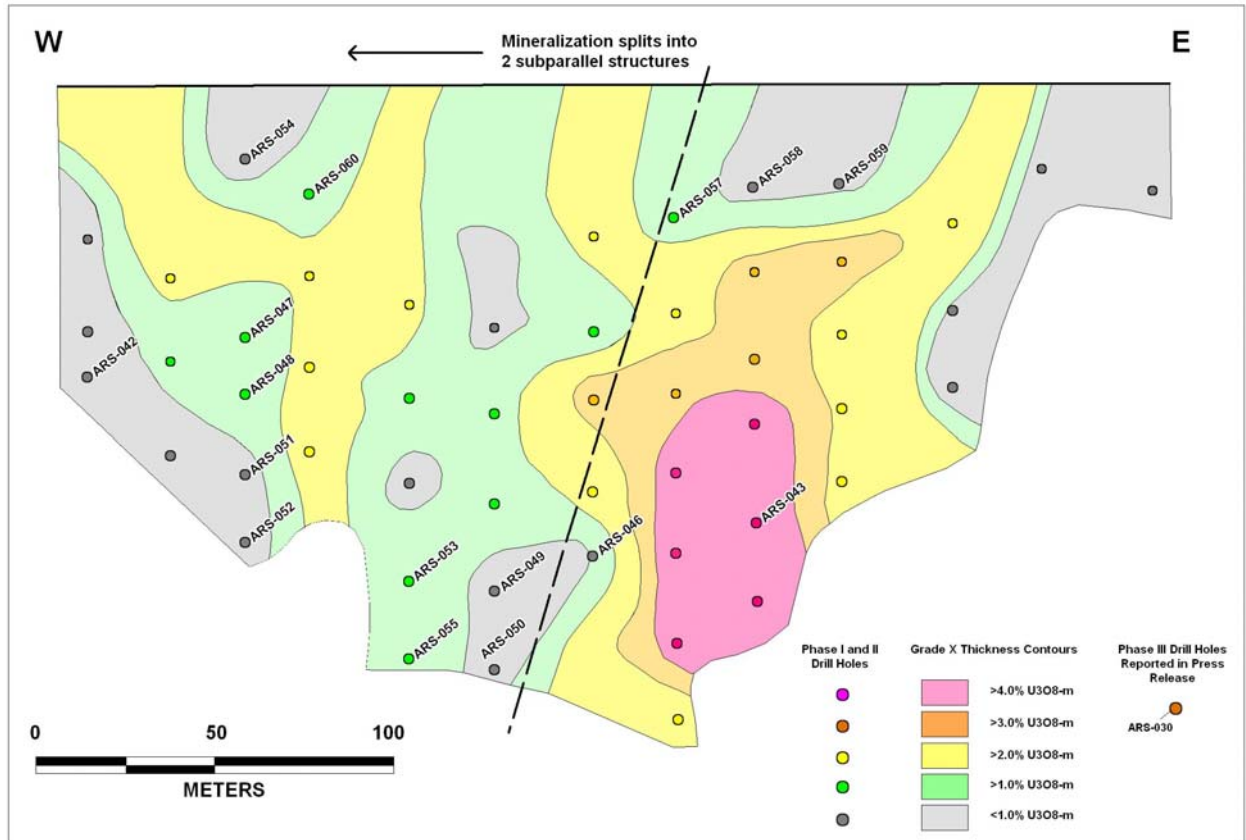 W
Mineralization splits into
2 subparallel structures
E
ARS-054
ARS-060
ARS-058
ARS-059
ARS-057
ARS-047
ARS-042
ARS-048
ARS-051
ARS-043
ARS-052
ARS-046
ARS-053
ARS-049
ARS-055
ARS-050
Phase I and II
Drill Holes
Grade X Thickness Contours
>4.0% U3O8-m
>3.0% U3O8-m
>2.0% U3O8-m
>1.0% U3O8-m
<1.0% U3O8-m
Phase III Drill Holes
Reported in Press
Release
ARS-030
0 50 100
METERS